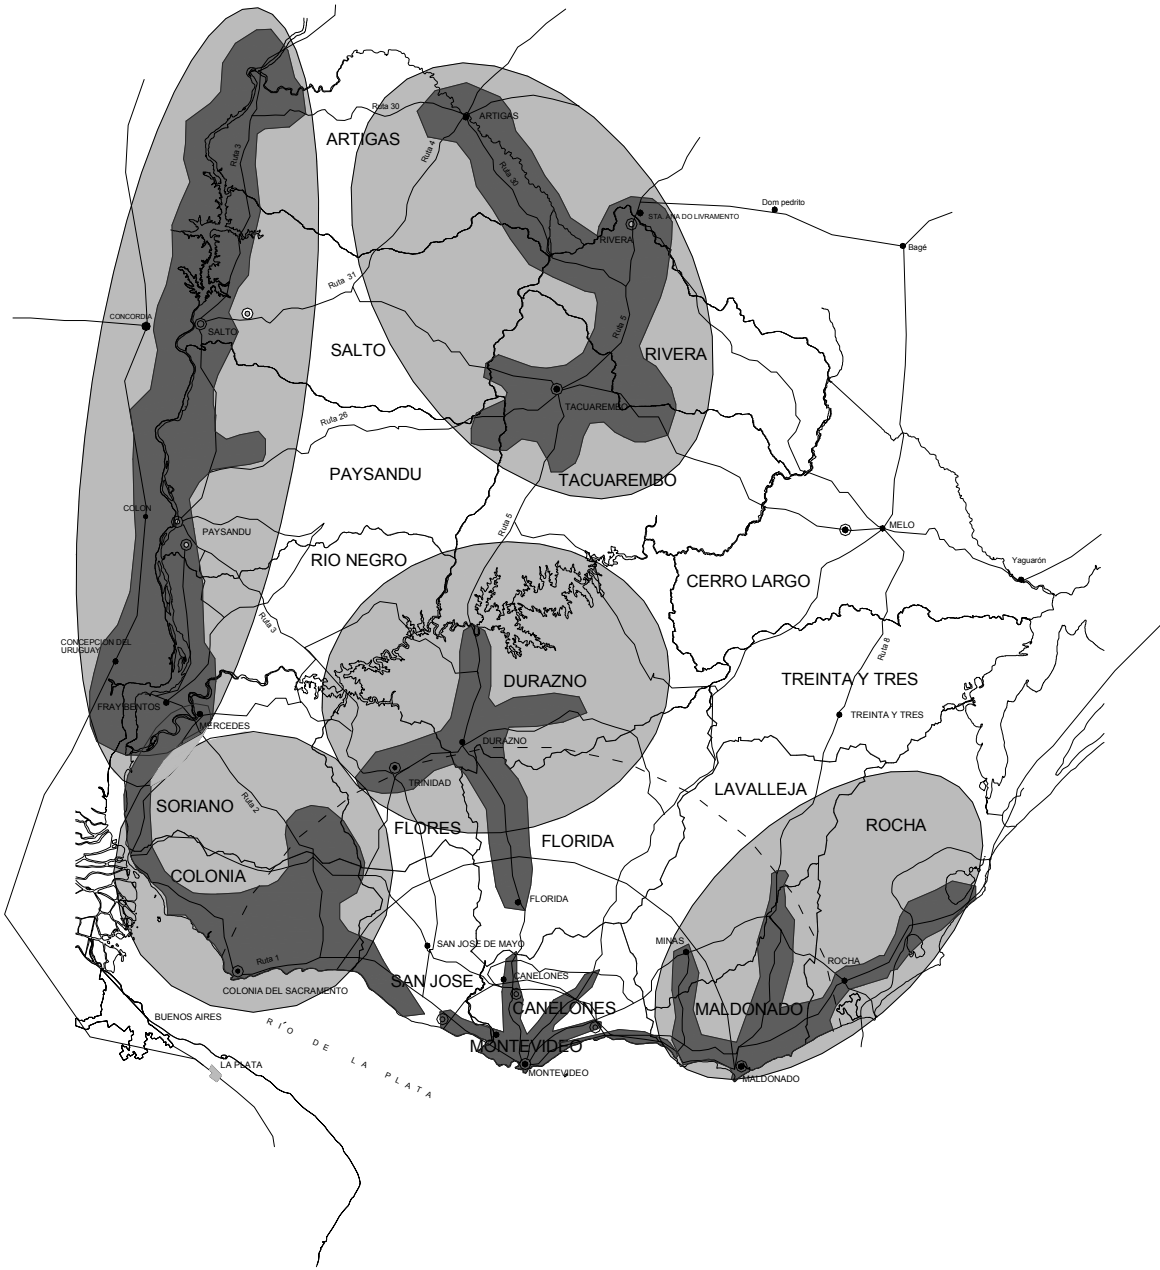 Ruta 30
ARTIGAS
ARTIGAS
Ruta 3
Ruta 4
Ruta 30
Dom pedrito
STA. ANA DO LIVRAMENTO
RIVERA
Bagé
Ruta 31
CONCORDIA
SALTO
Ruta 5
SALTO
RIVERA
TACUAREMBO
Ruta 26
PAYSANDU
TACUAREMBO
COLON
PAYSANDU
Ruta 5
MELO
RIO NEGRO
Yaguarón
CERRO LARGO
Ruta 3
CONCEPCION DEL
URUGUAY
Ruta 8
DURAZNO
TREINTA Y TRES
FRAY BENTOS
MERCEDES
TREINTA Y TRES
DURAZNO
TRINIDAD
LAVALLEJA
SORIANO
Ruta 2
FLORES
ROCHA
FLORIDA
COLONIA
FLORIDA
SAN JOSE DE MAYO
MINAS
Ruta 1
ROCHA
SAN JOSE
CANELONES
COLONIA DEL SACRAMENTO
CANELONES
MALDONADO
BUENOS AIRES
RÍO DE LA PLATA
MONTEVIDEO
LA PLATA
MONTEVIDEO
MALDONADO